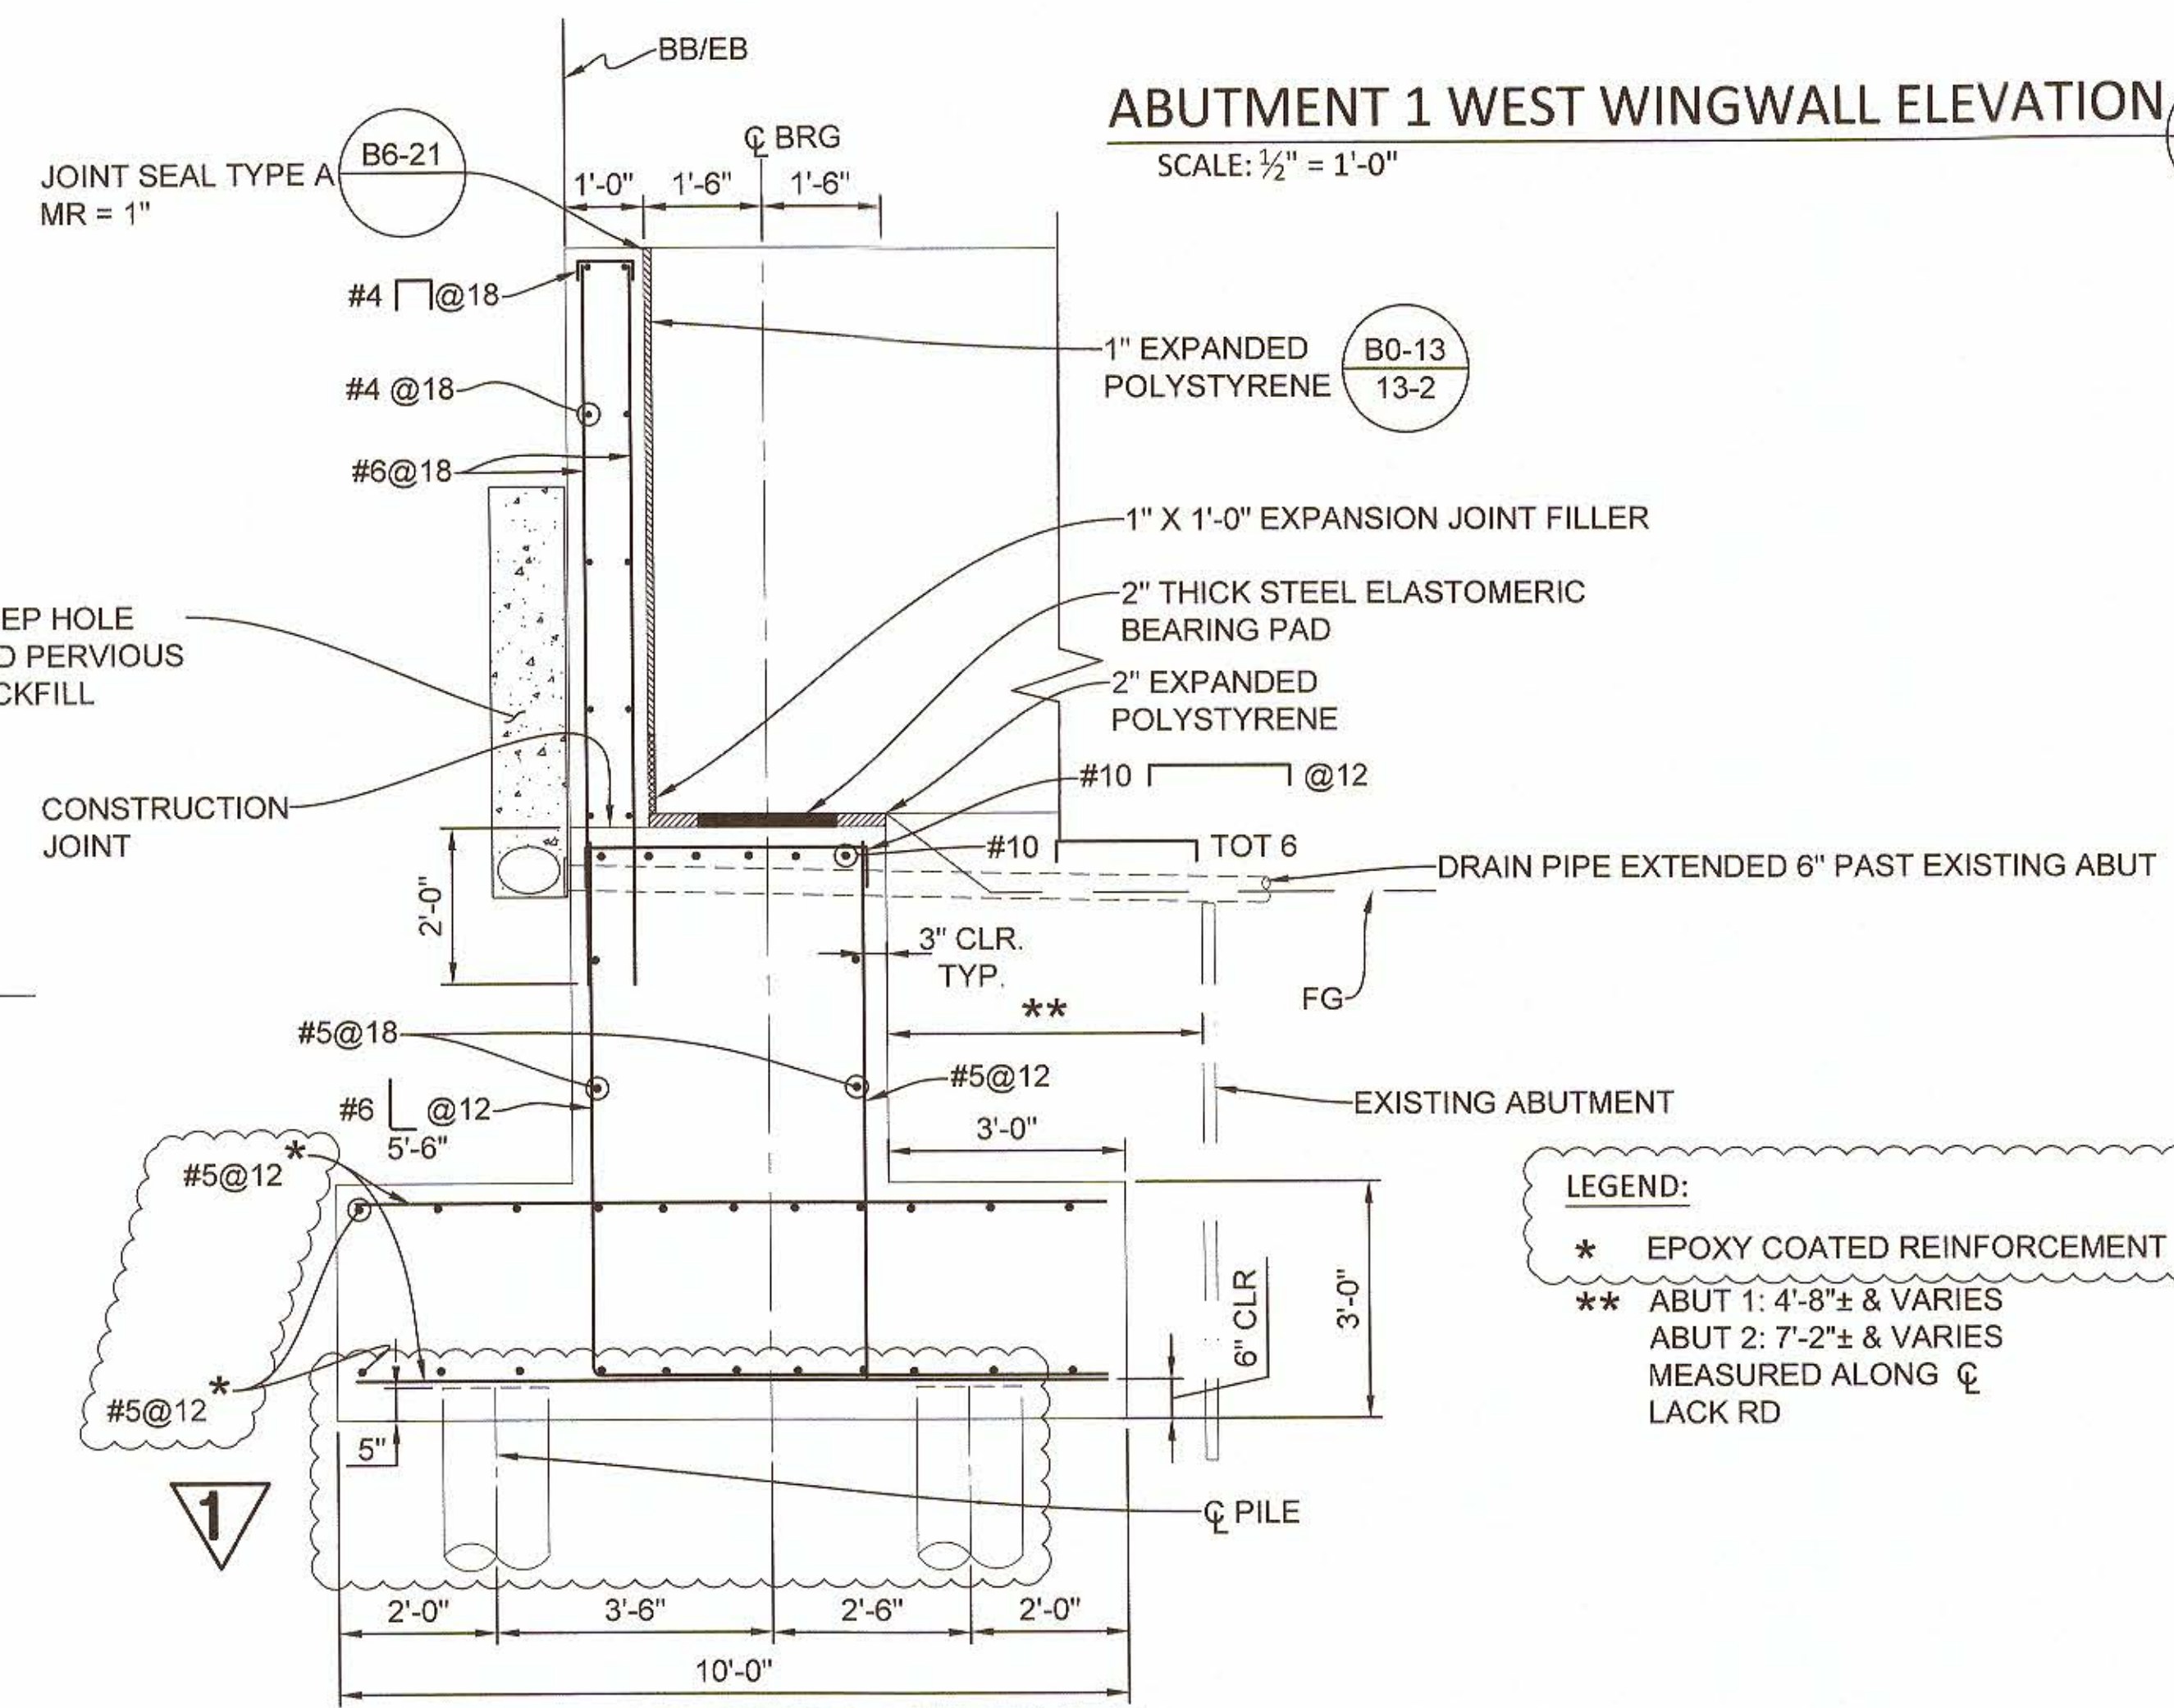 BB/EB
ABUTMENT 1 WEST WINGWALL ELEVATION
SCALE: ½" = 1'-0"
℄ BRG
JOINT SEAL TYPE A
MR = 1"
B6-21
1'-0"
1'-6"
1'-6"
#4 @18
#4 @18
#6@18
1" EXPANDED
POLYSTYRENE
B0-13
13-2
1" X 1'-0" EXPANSION JOINT FILLER
2" THICK STEEL ELASTOMERIC
BEARING PAD
2" EXPANDED
POLYSTYRENE
EP HOLE
D PERVIOUS
CKFILL
CONSTRUCTION
JOINT
#10 @12
#10 TOT 6
DRAIN PIPE EXTENDED 6" PAST EXISTING ABUT
2'-0"
3" CLR.
TYP.
**
FG
#5@18
#6 @12
5'-6"
#5@12
3'-0"
EXISTING ABUTMENT
#5@12 *
#5@12 *
5"
6" CLR
3'-0"
LEGEND:
* EPOXY COATED REINFORCEMENT
** ABUT 1: 4'-8"± & VARIES
ABUT 2: 7'-2"± & VARIES
MEASURED ALONG ℄
LACK RD
1
℄ PILE
2'-0"
3'-6"
2'-6"
2'-0"
10'-0"